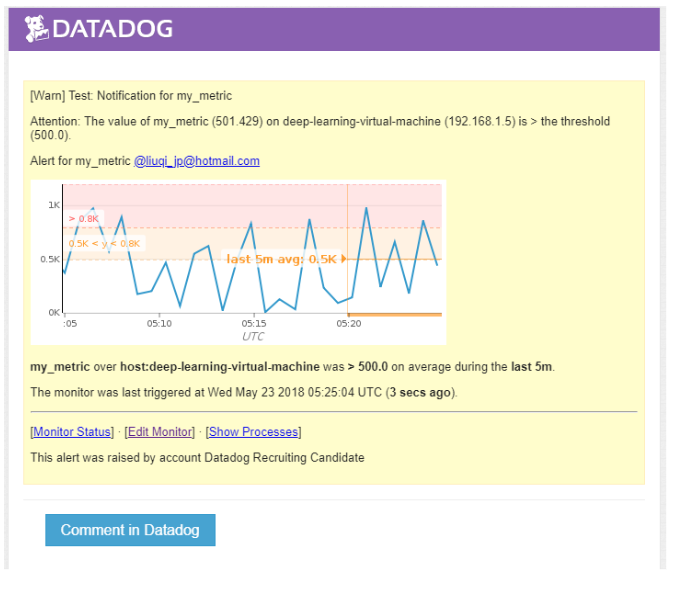 DATADOG
[Warn] Test: Notification for my_metric
Attention: The value of my_metric (501.429) on deep-learning-virtual-machine (192.168.1.5) is > the threshold
(500.0).
Alert for my_metric @liuqi_jp@hotmail.com
1K
> 0.8K
0.5K < y < 0.8K
0.5K
last 5m avg: 0.5K
0K
:05 05:10 05:15 05:20
UTC
my_metric over host:deep-learning-virtual-machine was > 500.0 on average during the last 5m.
The monitor was last triggered at Wed May 23 2018 05:25:04 UTC (3 secs ago).
[Monitor Status] · [Edit Monitor] · [Show Processes]
This alert was raised by account Datadog Recruiting Candidate
Comment in Datadog